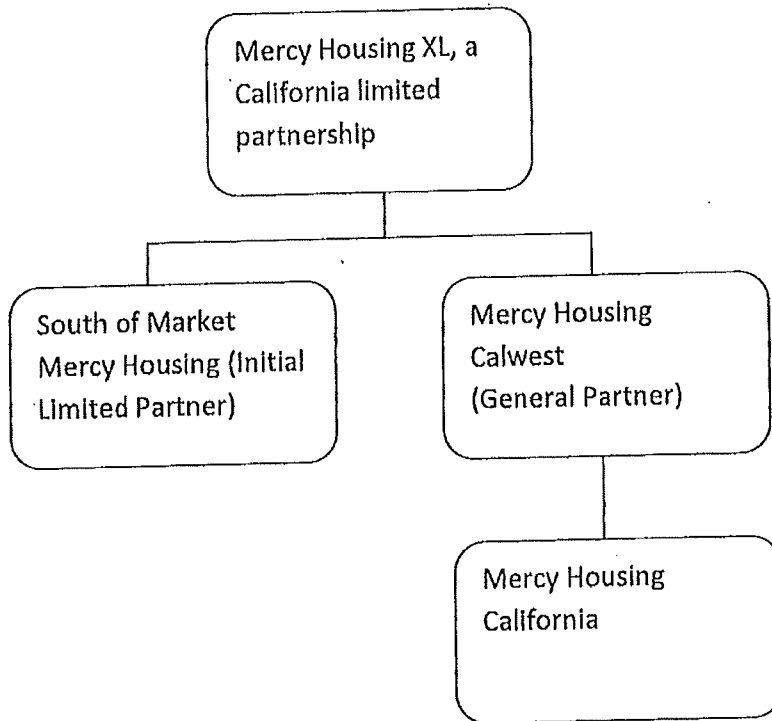 Mercy Housing XL, a
California limited
partnership
South of Market
Mercy Housing (Initial
Limited Partner)
Mercy Housing
Calwest
(General Partner)
Mercy Housing
California